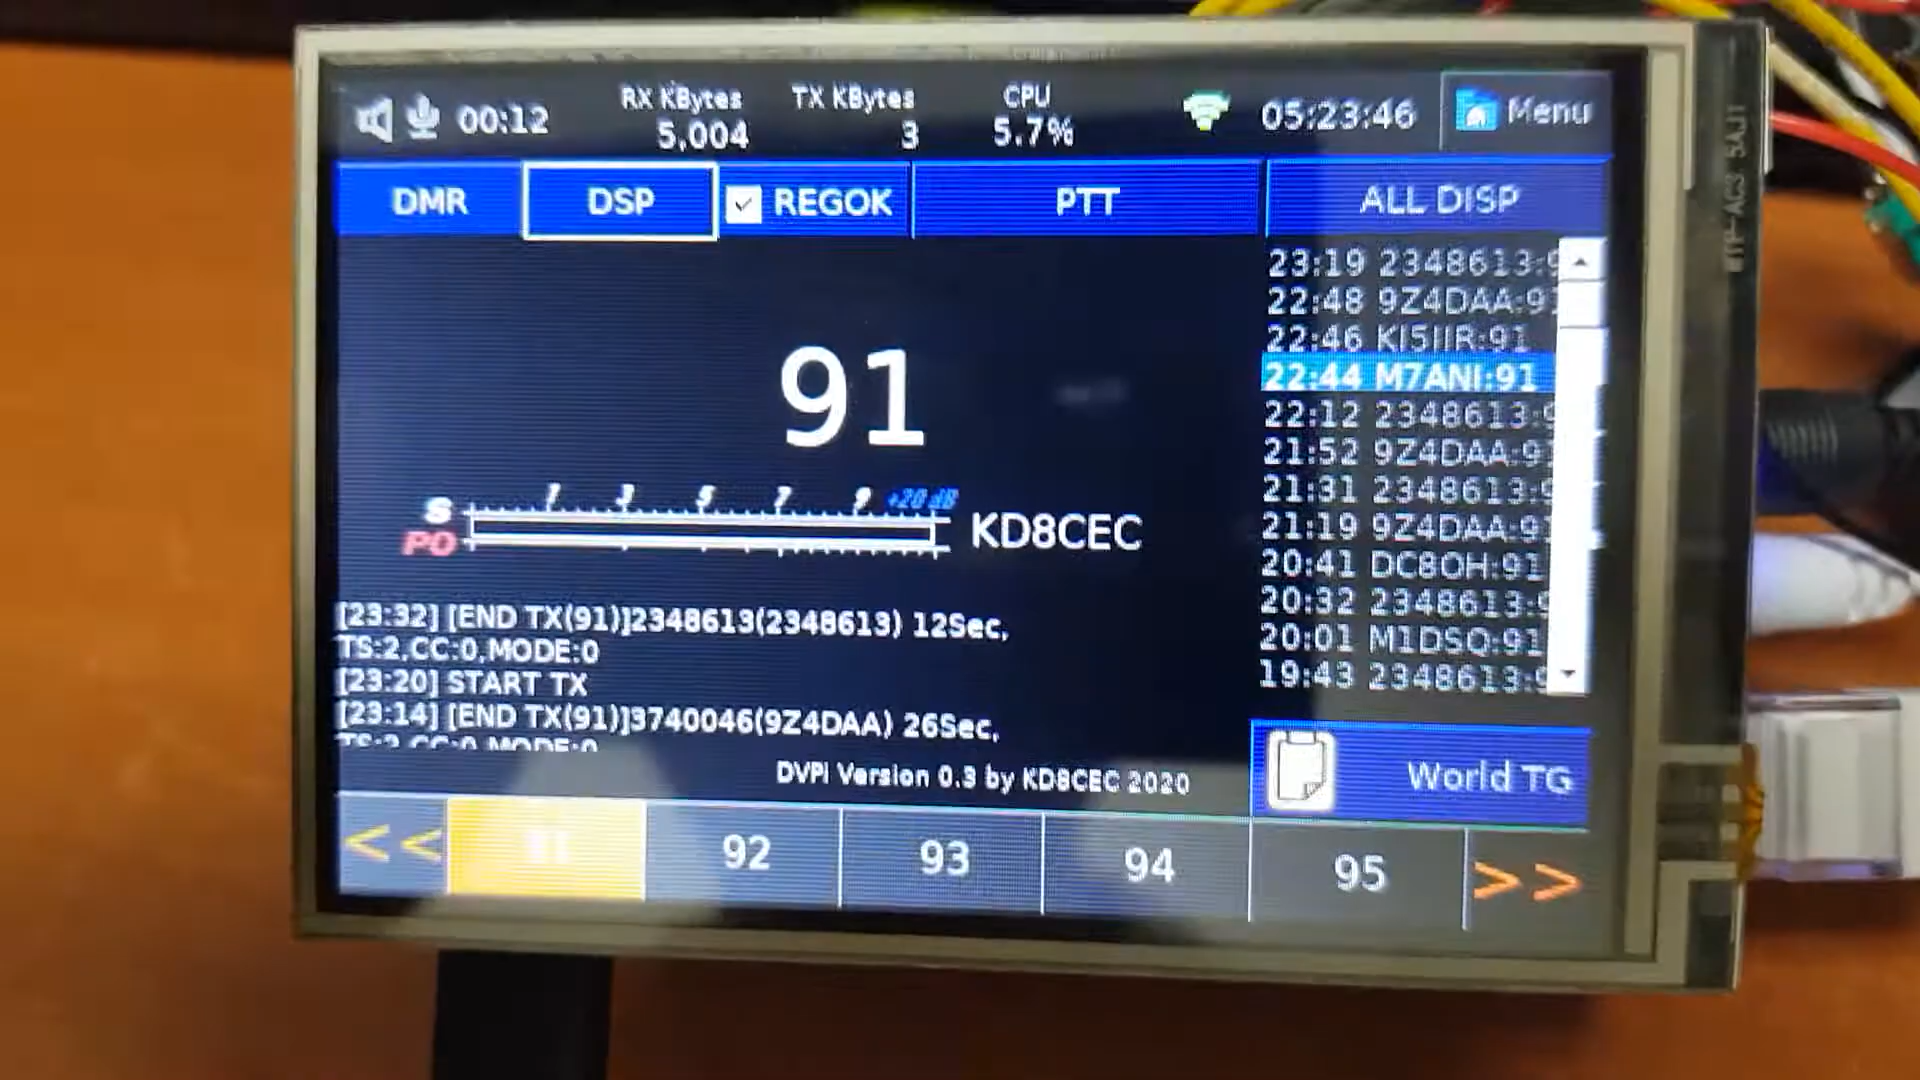 00:12 RX KBytes TX KBytes CPU 05:23:46 Menu
5,004 3 5.7%
DMR DSP REGOK PTT ALL DISP
91
S 1 3 5 7 9 +20 dB
PO
KD8CEC
[23:32] [END TX(91)]2348613(2348613) 12Sec,
TS:2,CC:0,MODE:0
[23:20] START TX
[23:14] [END TX(91)]3740046(9Z4DAA) 26Sec,
TS:2,CC:0,MODE:0
DVPi Version 0.3 by KD8CEC 2020
23:19 2348613:9
22:48 9Z4DAA:91
22:46 KI5IIR:91
22:44 M7ANI:91
22:12 2348613:9
21:52 9Z4DAA:91
21:31 2348613:9
21:19 9Z4DAA:91
20:41 DC8OH:91
20:32 2348613:9
20:01 M1DSQ:91
19:43 2348613:9
World TG
<< 91 92 93 94 95 >>